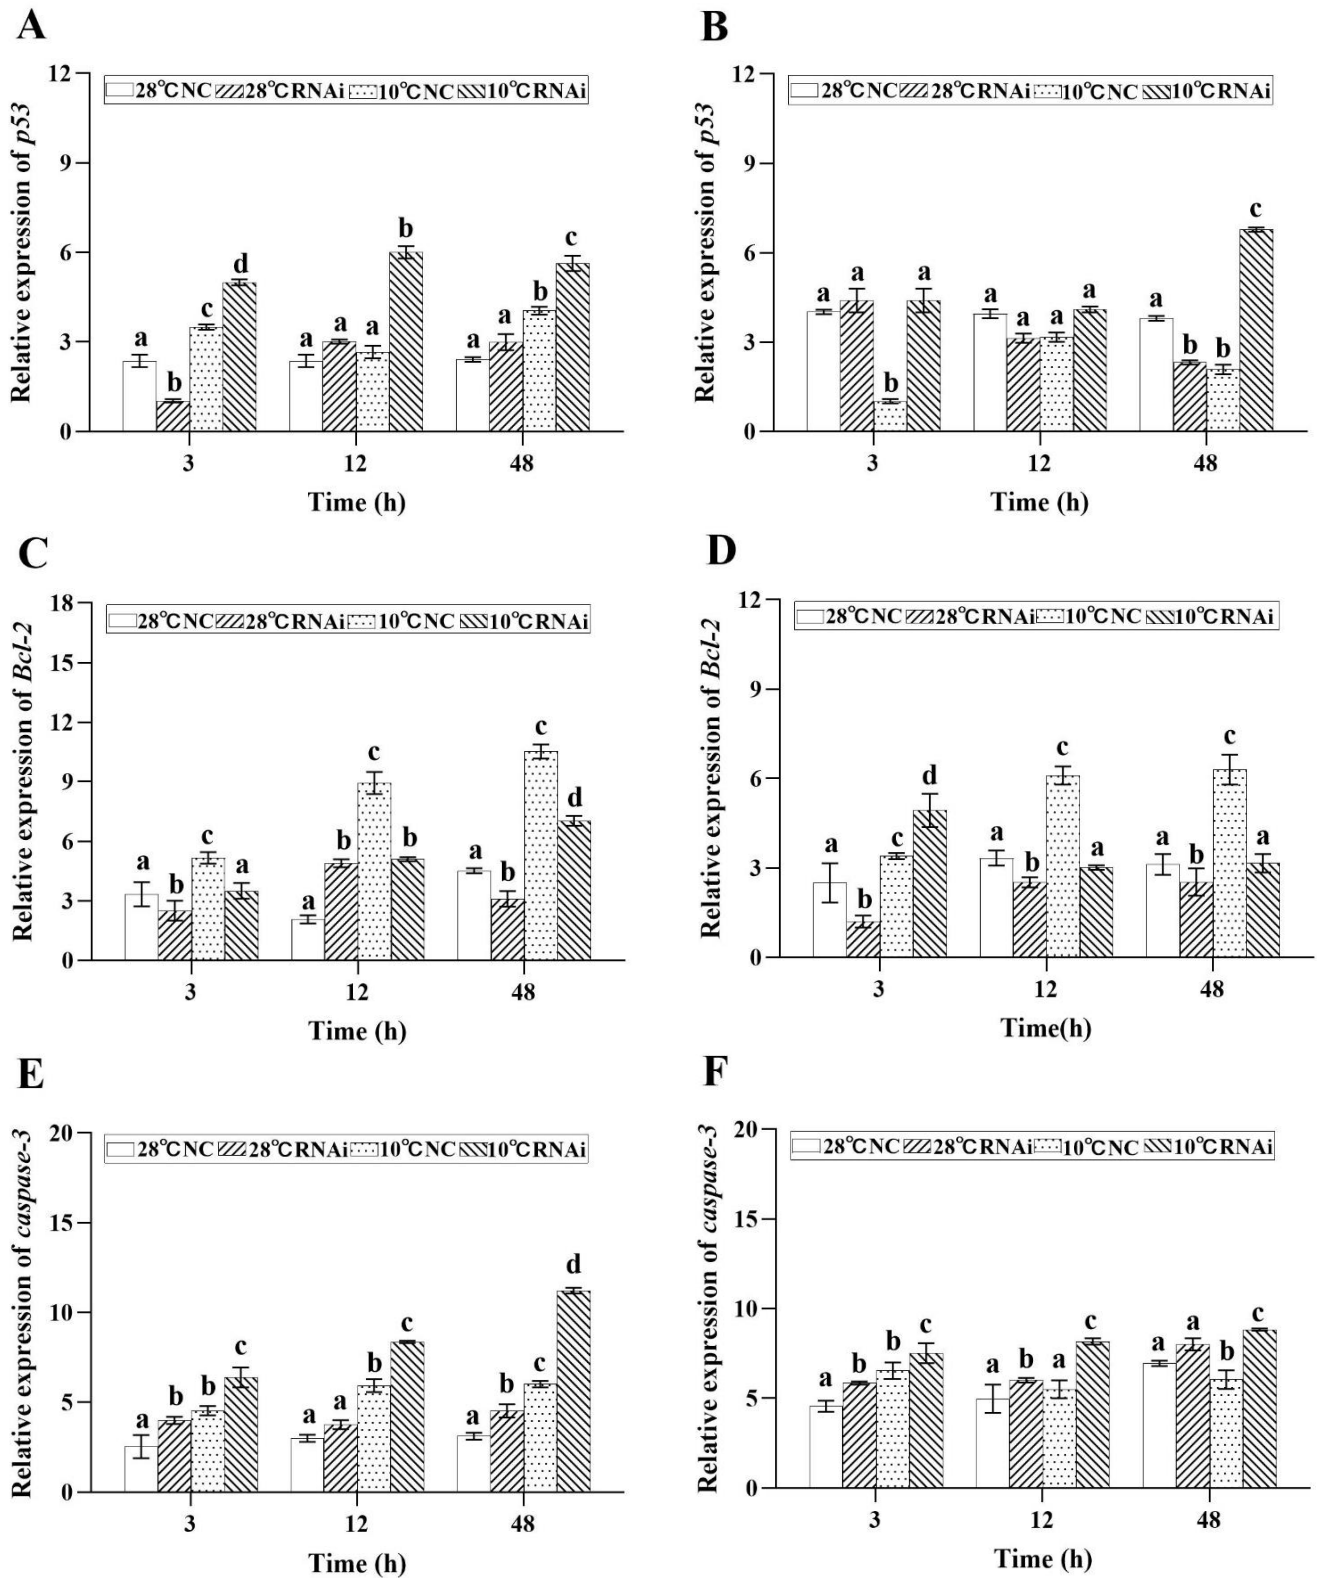 A
Relative expression of p53
12
9
6
3
0
28℃NC 28℃RNAi 10℃NC 10℃RNAi
a b c d
a a a b
a a b c
3 12 48
Time (h)
B
Relative expression of p53
12
9
6
3
0
28℃NC 28℃RNAi 10℃NC 10℃RNAi
a a b a
a a a a
a b b c
3 12 48
Time (h)
C
Relative expression of Bcl-2
18
15
12
9
6
3
0
28℃NC 28℃RNAi 10℃NC 10℃RNAi
a b c a
a b c b
a b c d
3 12 48
Time (h)
D
Relative expression of Bcl-2
12
9
6
3
0
28℃NC 28℃RNAi 10℃NC 10℃RNAi
a b c d
a b c a
a b c a
3 12 48
Time(h)
E
Relative expression of caspase-3
20
15
10
5
0
28℃NC 28℃RNAi 10℃NC 10℃RNAi
a b b c
a a b c
a b c d
3 12 48
Time (h)
F
Relative expression of caspase-3
20
15
10
5
0
28℃NC 28℃RNAi 10℃NC 10℃RNAi
a b b c
a b a c
a a b c
3 12 48
Time (h)